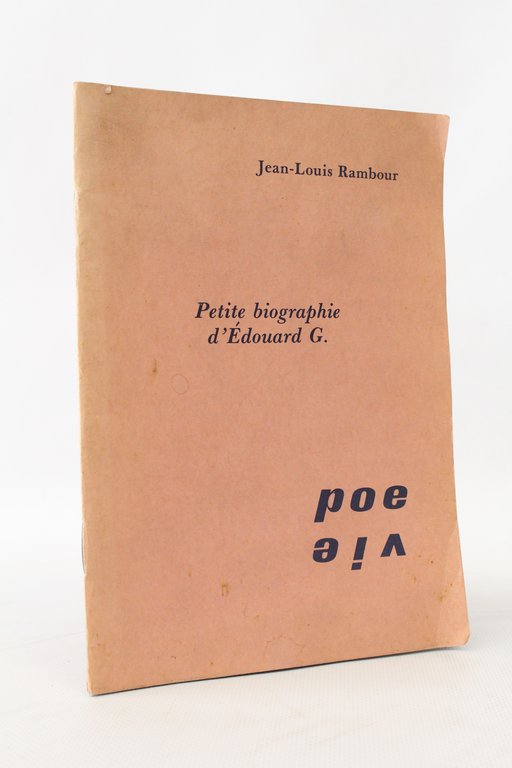 Jean-Louis Rambour
Petite biographie
d'Édouard G.
poe
vie